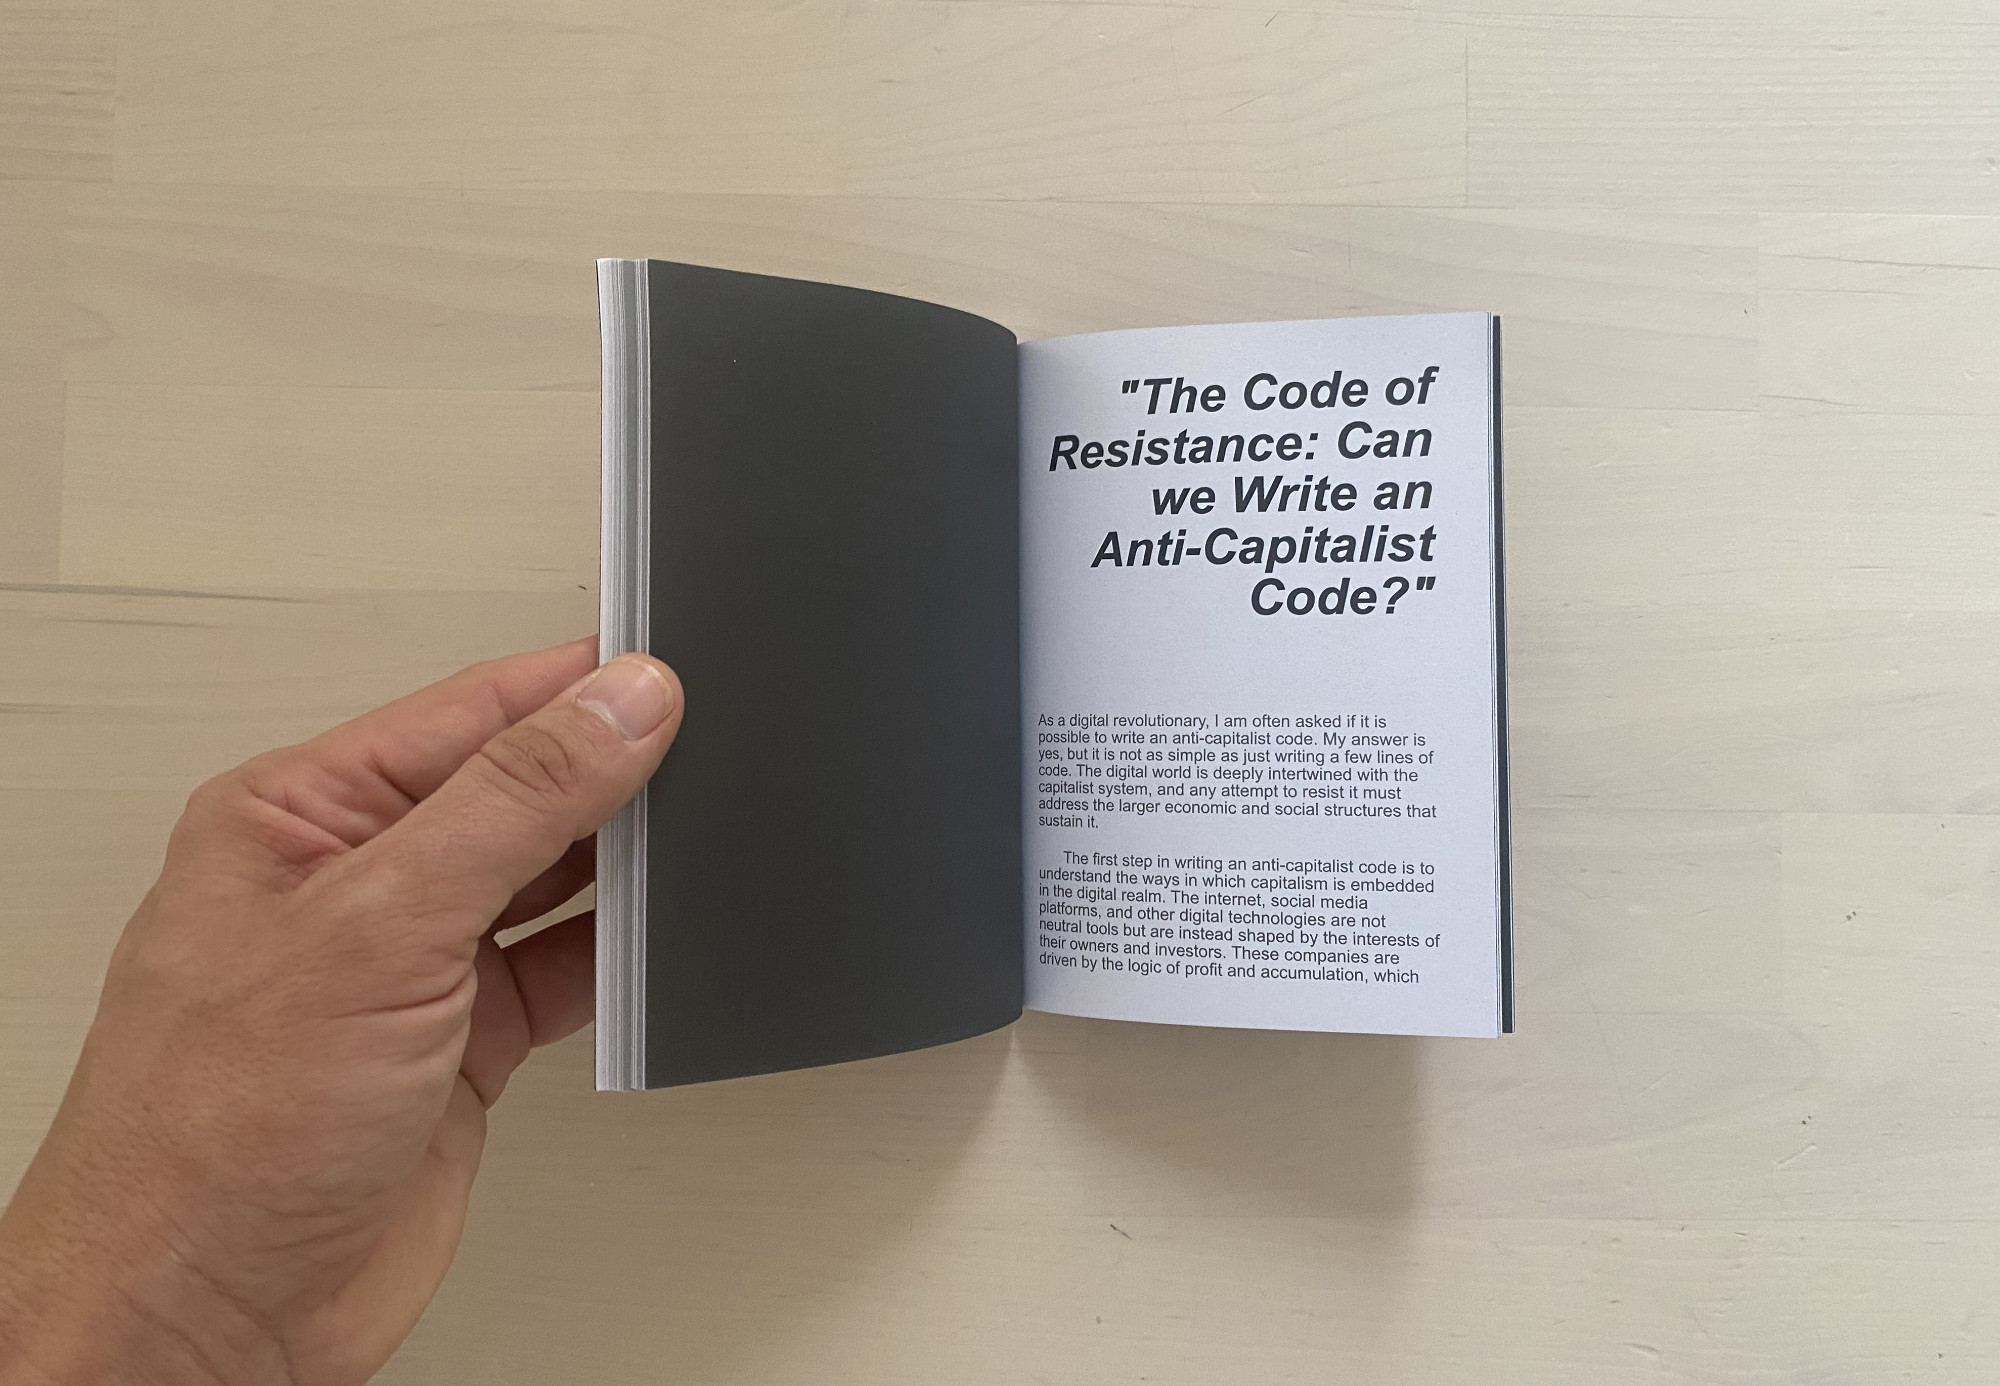 "The Code of
Resistance: Can
we Write an
Anti-Capitalist
Code?"
As a digital revolutionary, I am often asked if it is
possible to write an anti-capitalist code. My answer is
yes, but it is not as simple as just writing a few lines of
code. The digital world is deeply intertwined with the
capitalist system, and any attempt to resist it must
address the larger economic and social structures that
sustain it.
The first step in writing an anti-capitalist code is to
understand the ways in which capitalism is embedded
in the digital realm. The internet, social media
platforms, and other digital technologies are not
neutral tools but are instead shaped by the interests of
their owners and investors. These companies are
driven by the logic of profit and accumulation, which